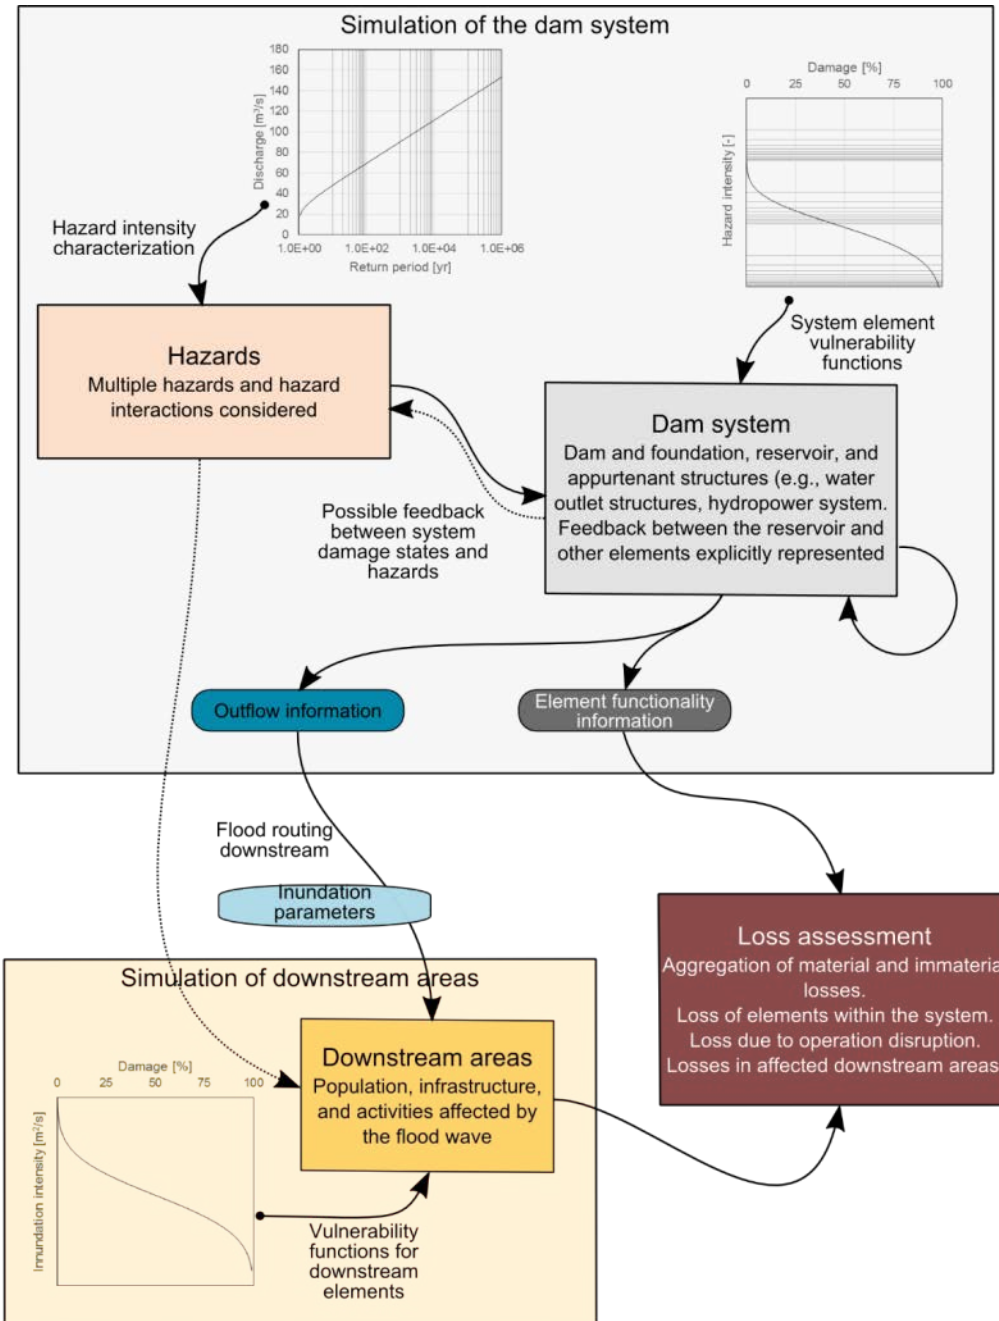 Simulation of the dam system
180
160
140
120
100
80
60
40
20
0
Discharge [m³/s]
1.0E+00 1.0E+02 1.0E+04 1.0E+06
Return period [yr]
Damage [%]
0 25 50 75 100
Hazard intensity [-]
Hazard intensity
characterization
System element
vulnerability
functions
Hazards
Multiple hazards and hazard
interactions considered
Dam system
Dam and foundation, reservoir, and
appurtenant structures (e.g., water
outlet structures, hydropower system.
Feedback between the reservoir and
other elements explicitly represented
Possible feedback
between system
damage states and
hazards
Outflow information
Element functionality
information
Flood routing
downstream
Inundation
parameters
Loss assessment
Aggregation of material and immateria
losses.
Loss of elements within the system.
Loss due to operation disruption.
Losses in affected downstream areas
Simulation of downstream areas
Damage [%]
0 25 50 75 100
Innundation intensity [m²/s]
Downstream areas
Population, infrastructure,
and activities affected by
the flood wave
Vulnerability
functions for
downstream
elements